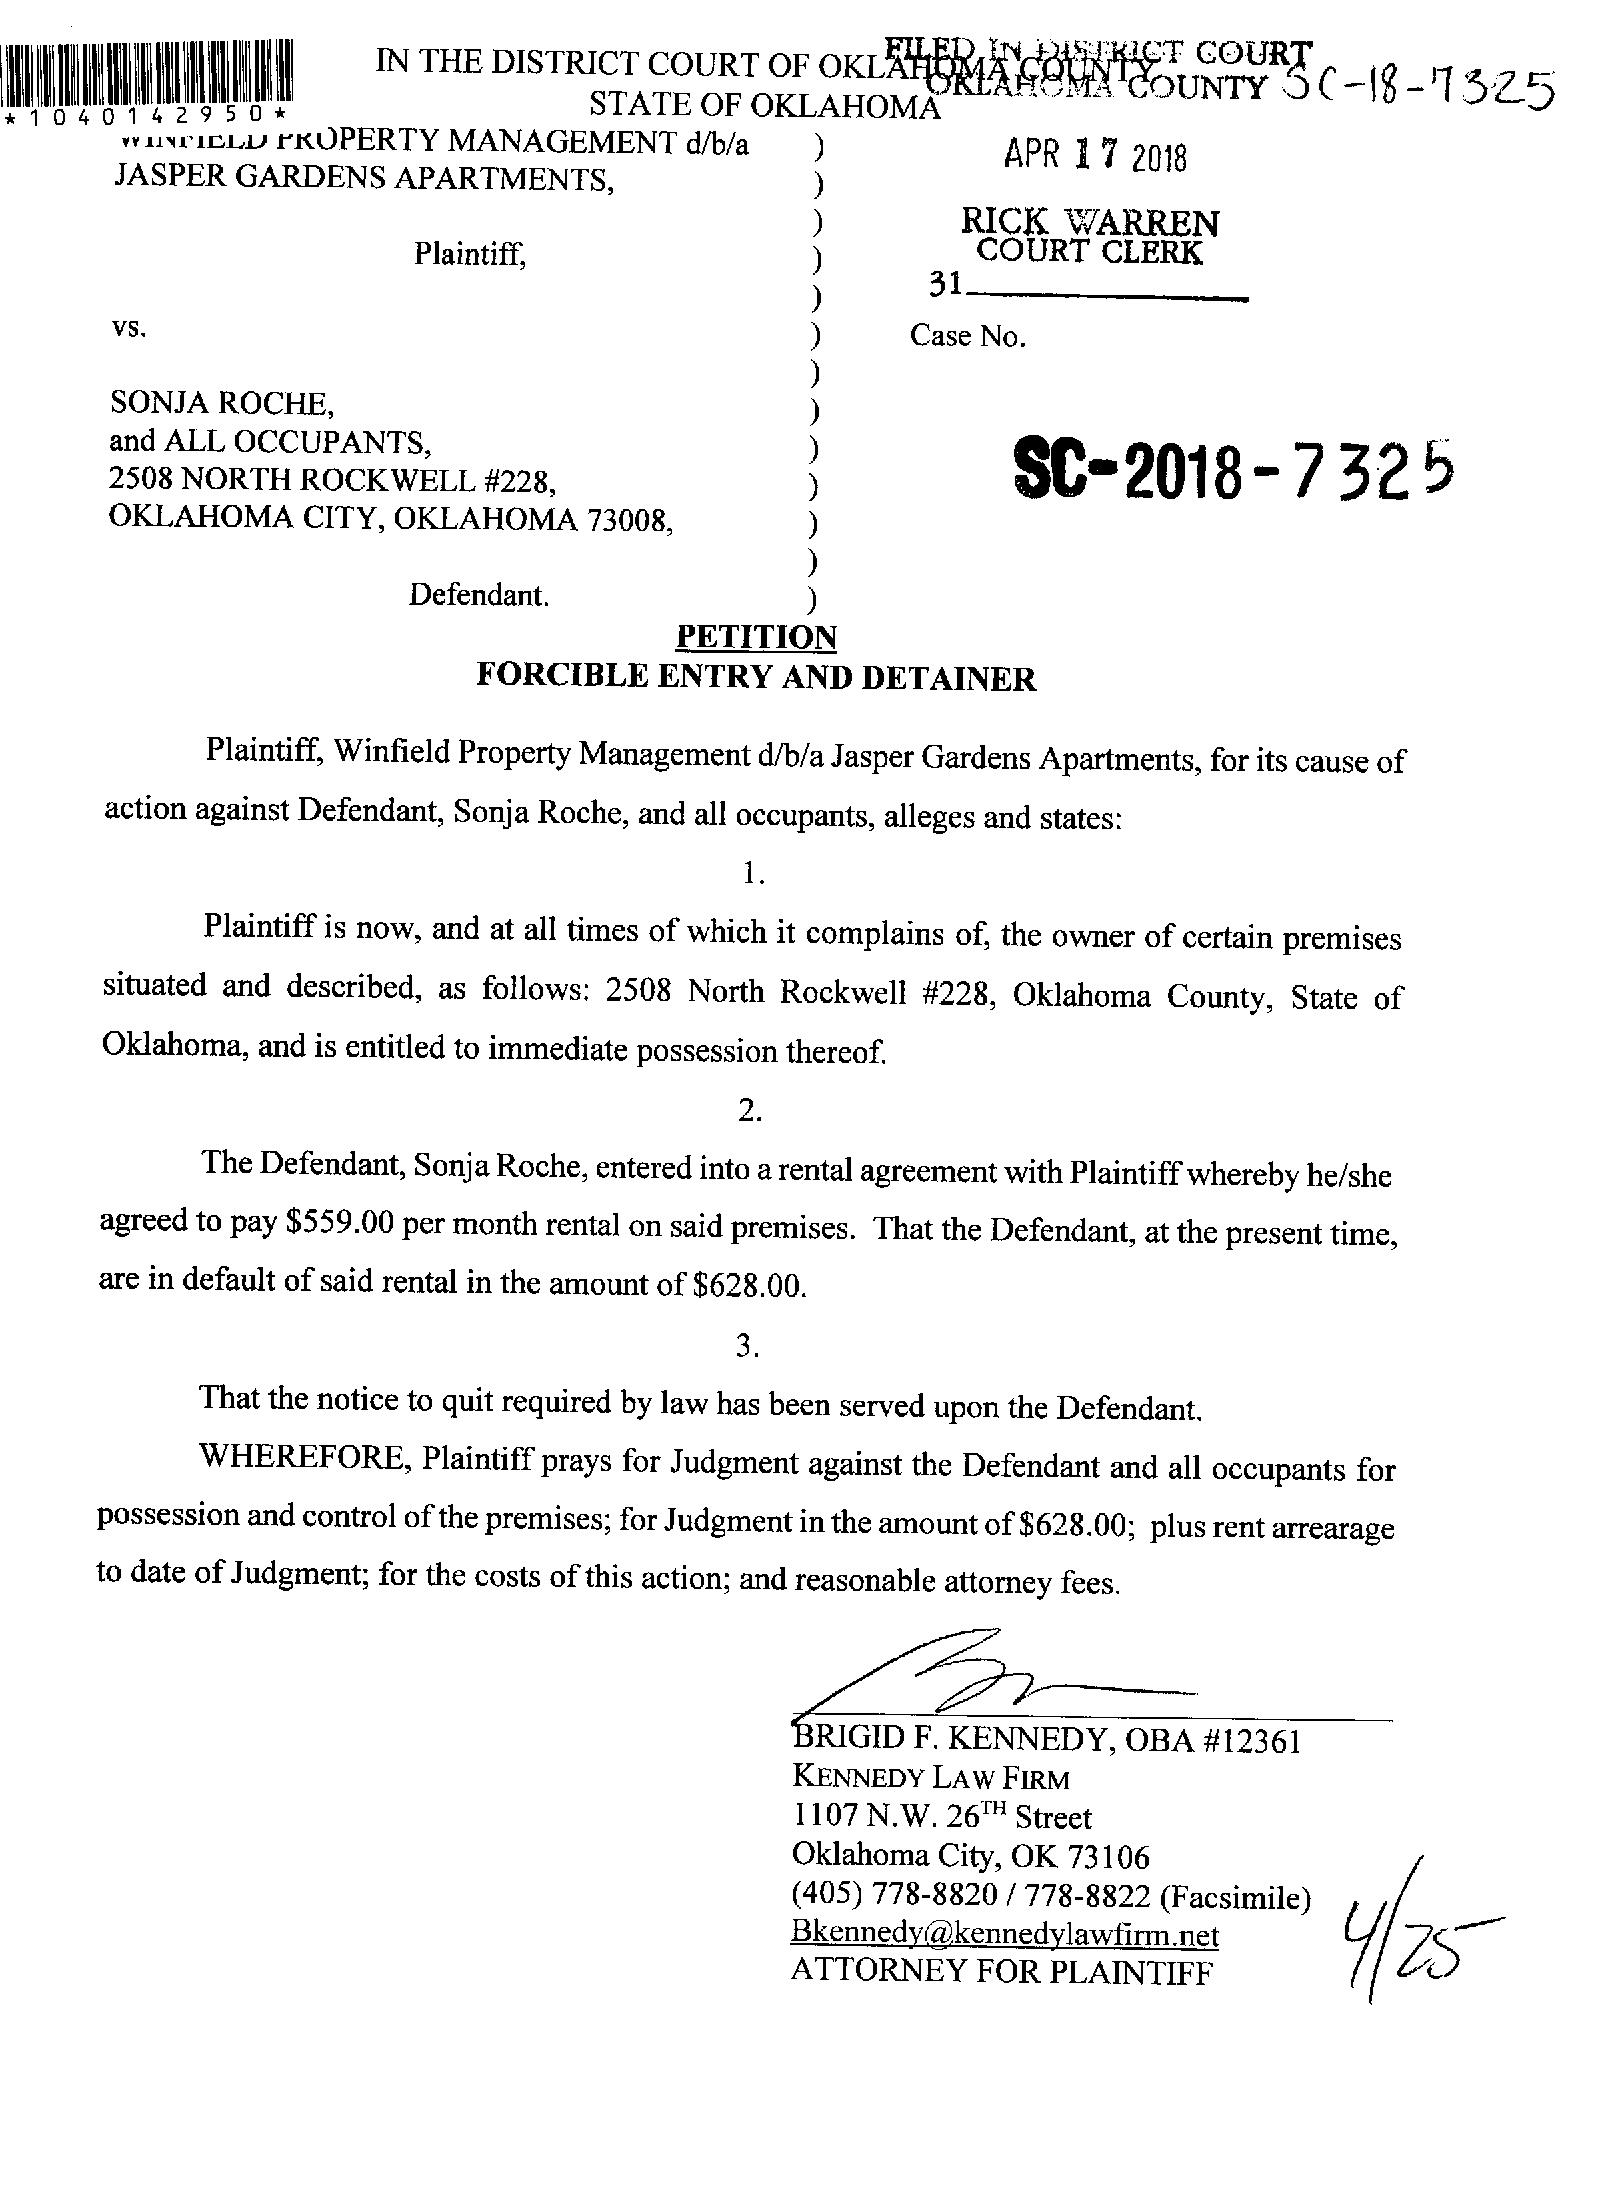 IN THE DISTRICT COURT OF OKLAHOMA COUNTY
STATE OF OKLAHOMA
FILED IN DISTRICT COURT
OKLAHOMA COUNTY SC-18-7325
*1040142950*
WINFIELD PROPERTY MANAGEMENT d/b/a )
JASPER GARDENS APARTMENTS, )
APR 17 2018
)
RICK WARREN
COURT CLERK
Plaintiff, )
31
)
vs. )
Case No.
)
SONJA ROCHE, )
and ALL OCCUPANTS, )
2508 NORTH ROCKWELL #228, )
OKLAHOMA CITY, OKLAHOMA 73008, )
SC-2018-7325
)
Defendant. )
PETITION
FORCIBLE ENTRY AND DETAINER
Plaintiff, Winfield Property Management d/b/a Jasper Gardens Apartments, for its cause of
action against Defendant, Sonja Roche, and all occupants, alleges and states:
1.
Plaintiff is now, and at all times of which it complains of, the owner of certain premises
situated and described, as follows: 2508 North Rockwell #228, Oklahoma County, State of
Oklahoma, and is entitled to immediate possession thereof.
2.
The Defendant, Sonja Roche, entered into a rental agreement with Plaintiff whereby he/she
agreed to pay $559.00 per month rental on said premises. That the Defendant, at the present time,
are in default of said rental in the amount of $628.00.
3.
That the notice to quit required by law has been served upon the Defendant.
WHEREFORE, Plaintiff prays for Judgment against the Defendant and all occupants for
possession and control of the premises; for Judgment in the amount of $628.00; plus rent arrearage
to date of Judgment; for the costs of this action; and reasonable attorney fees.
BRIGID F. KENNEDY, OBA #12361
KENNEDY LAW FIRM
1107 N.W. 26TH Street
Oklahoma City, OK 73106
(405) 778-8820 / 778-8822 (Facsimile)
Bkennedy@kennedylawfirm.net
ATTORNEY FOR PLAINTIFF
4/25